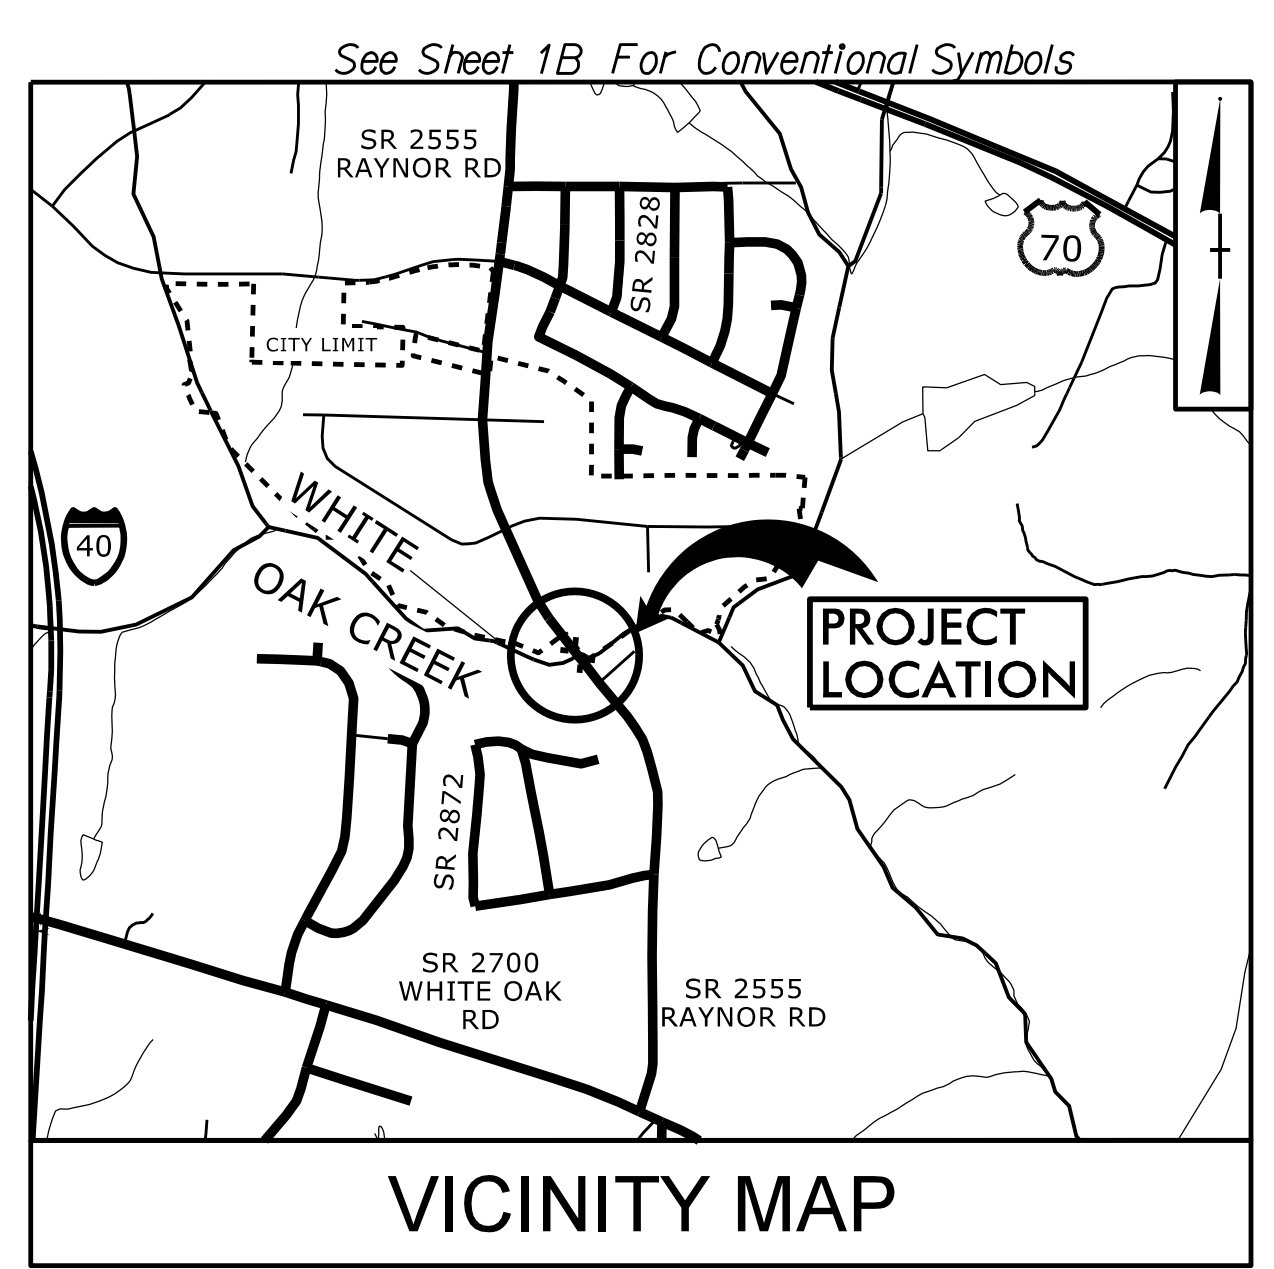 See Sheet 1B For Conventional Symbols
SR 2555
RAYNOR RD
SR 2828
70
CITY LIMIT
WHITE
OAK CREEK
40
PROJECT
LOCATION
SR 2872
SR 2700
WHITE OAK
RD
SR 2555
RAYNOR RD
VICINITY MAP